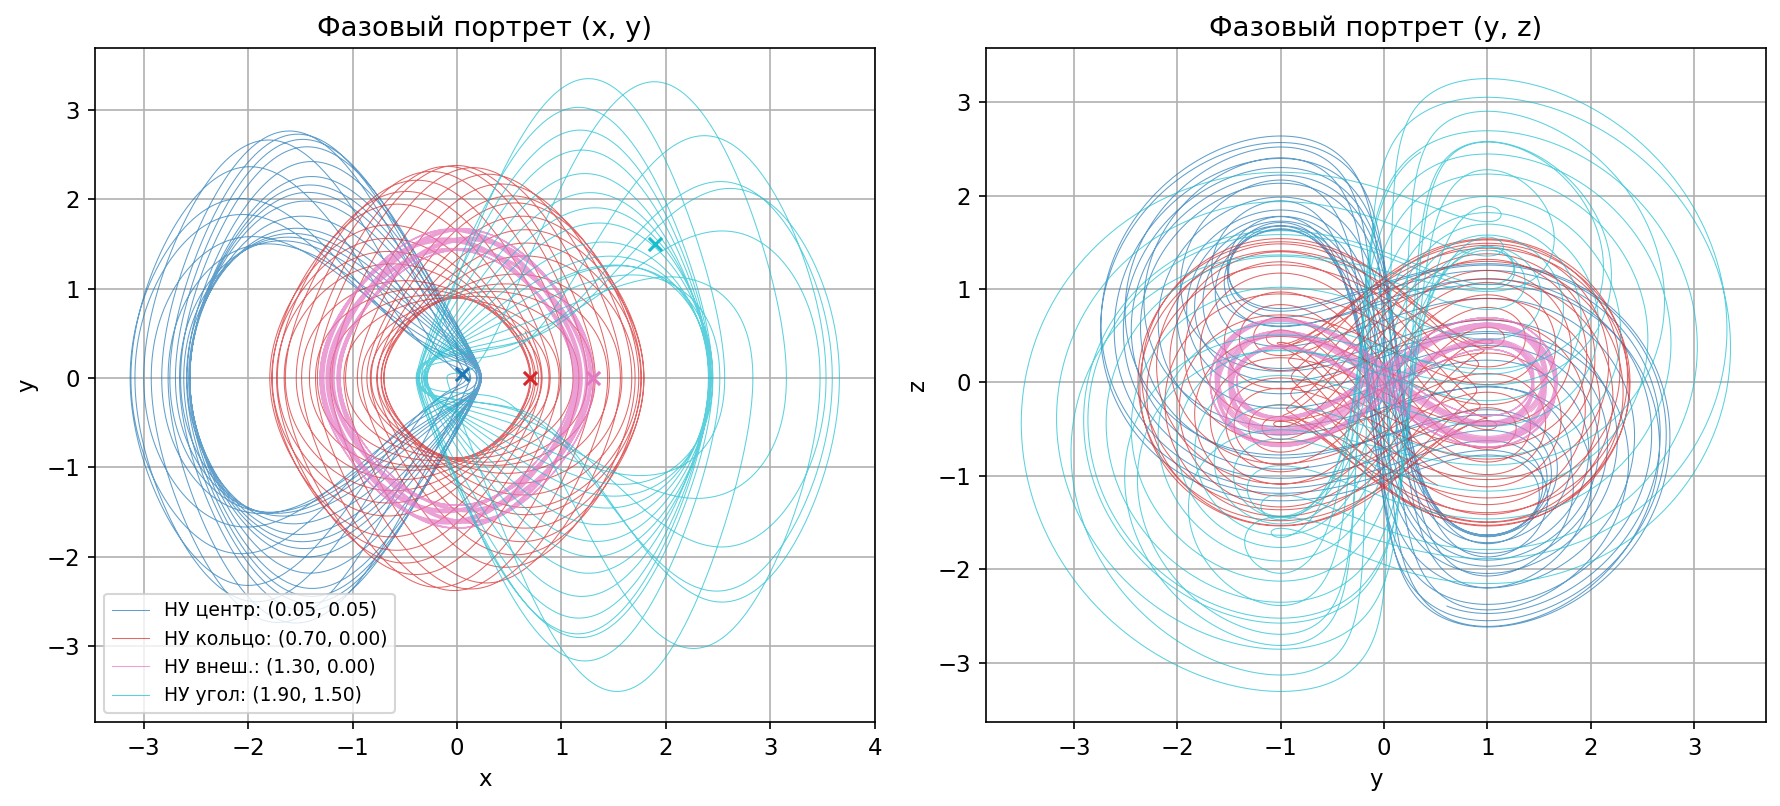 Фазовый портрет (x, y)
3
2
1
0
−1
−2
−3
y
НУ центр: (0.05, 0.05)
НУ кольцо: (0.70, 0.00)
НУ внеш.: (1.30, 0.00)
НУ угол: (1.90, 1.50)
−3
−2
−1
0
1
2
3
4
x
Фазовый портрет (y, z)
3
2
1
0
−1
−2
−3
z
−3
−2
−1
0
1
2
3
y